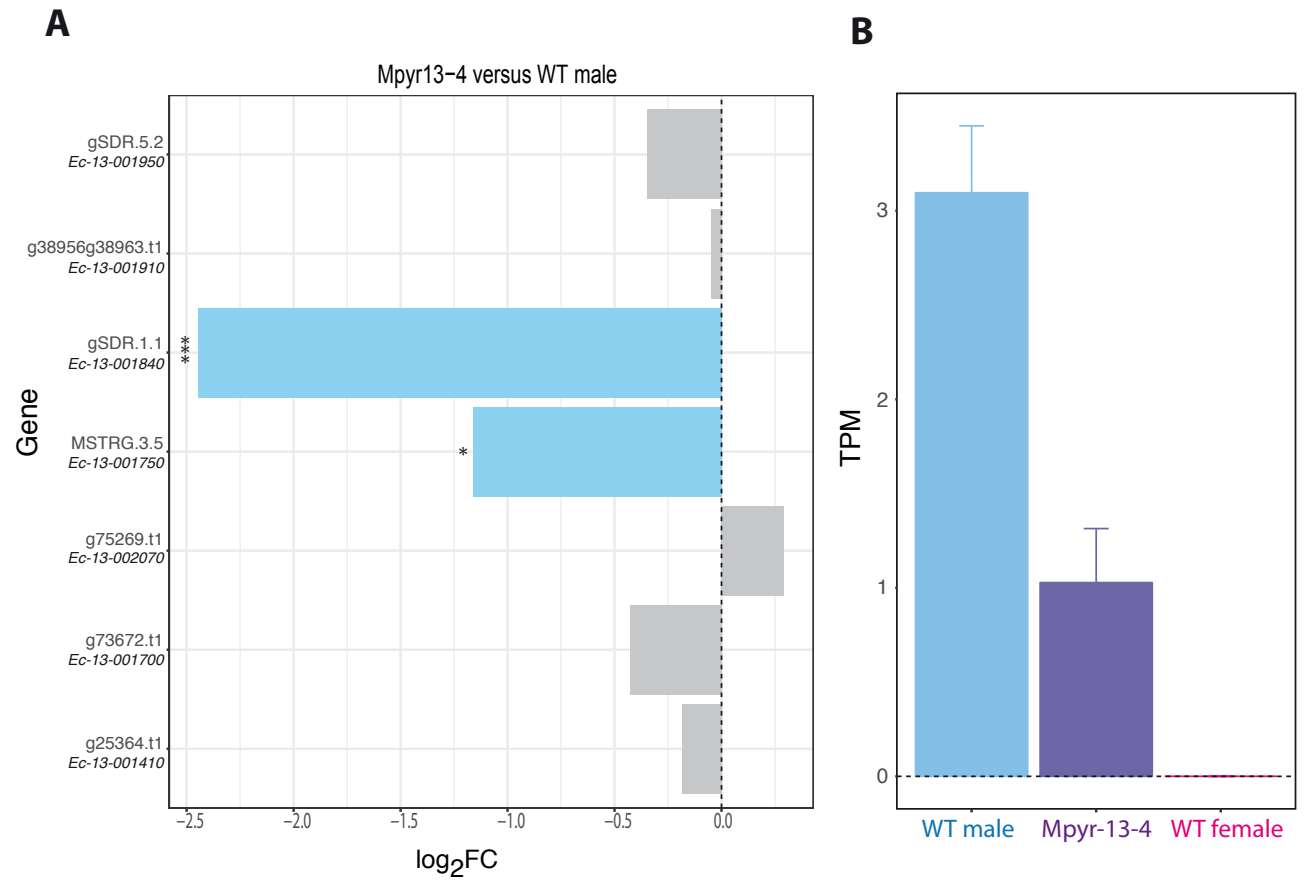 A
B
Mpyr13−4 versus WT male
gSDR.5.2
Ec-13-001950
g38956g38963.t1
Ec-13-001910
gSDR.1.1
Ec-13-001840
***
MSTRG.3.5
Ec-13-001750
*
g75269.t1
Ec-13-002070
g73672.t1
Ec-13-001700
g25364.t1
Ec-13-001410
Gene
−2.5 −2.0 −1.5 −1.0 −0.5 0.0
log2FC
TPM
3
2
1
0
WT male Mpyr-13-4 WT female